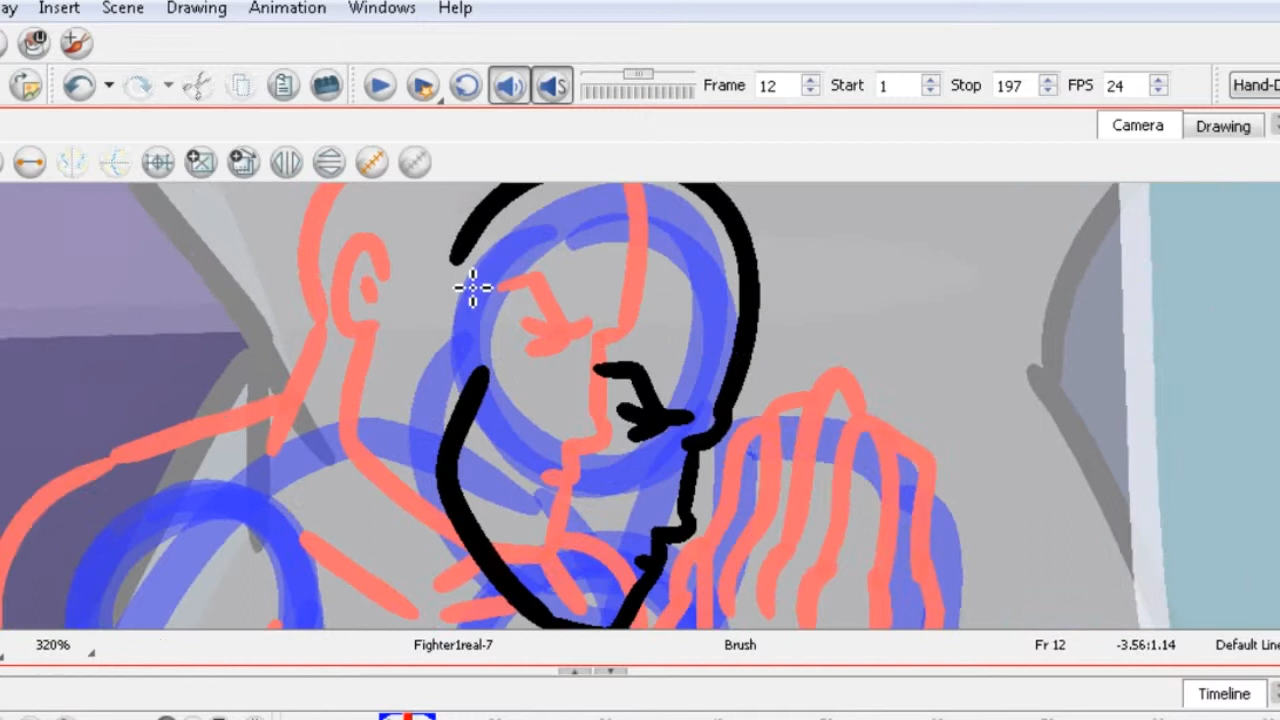 ay Insert Scene Drawing Animation Windows Help
Frame 12 Start 1 Stop 197 FPS 24 Hand-D
Camera Drawing
320% Fighter1real-7 Brush Fr 12 -3.56:1.14 Default Line
Timeline